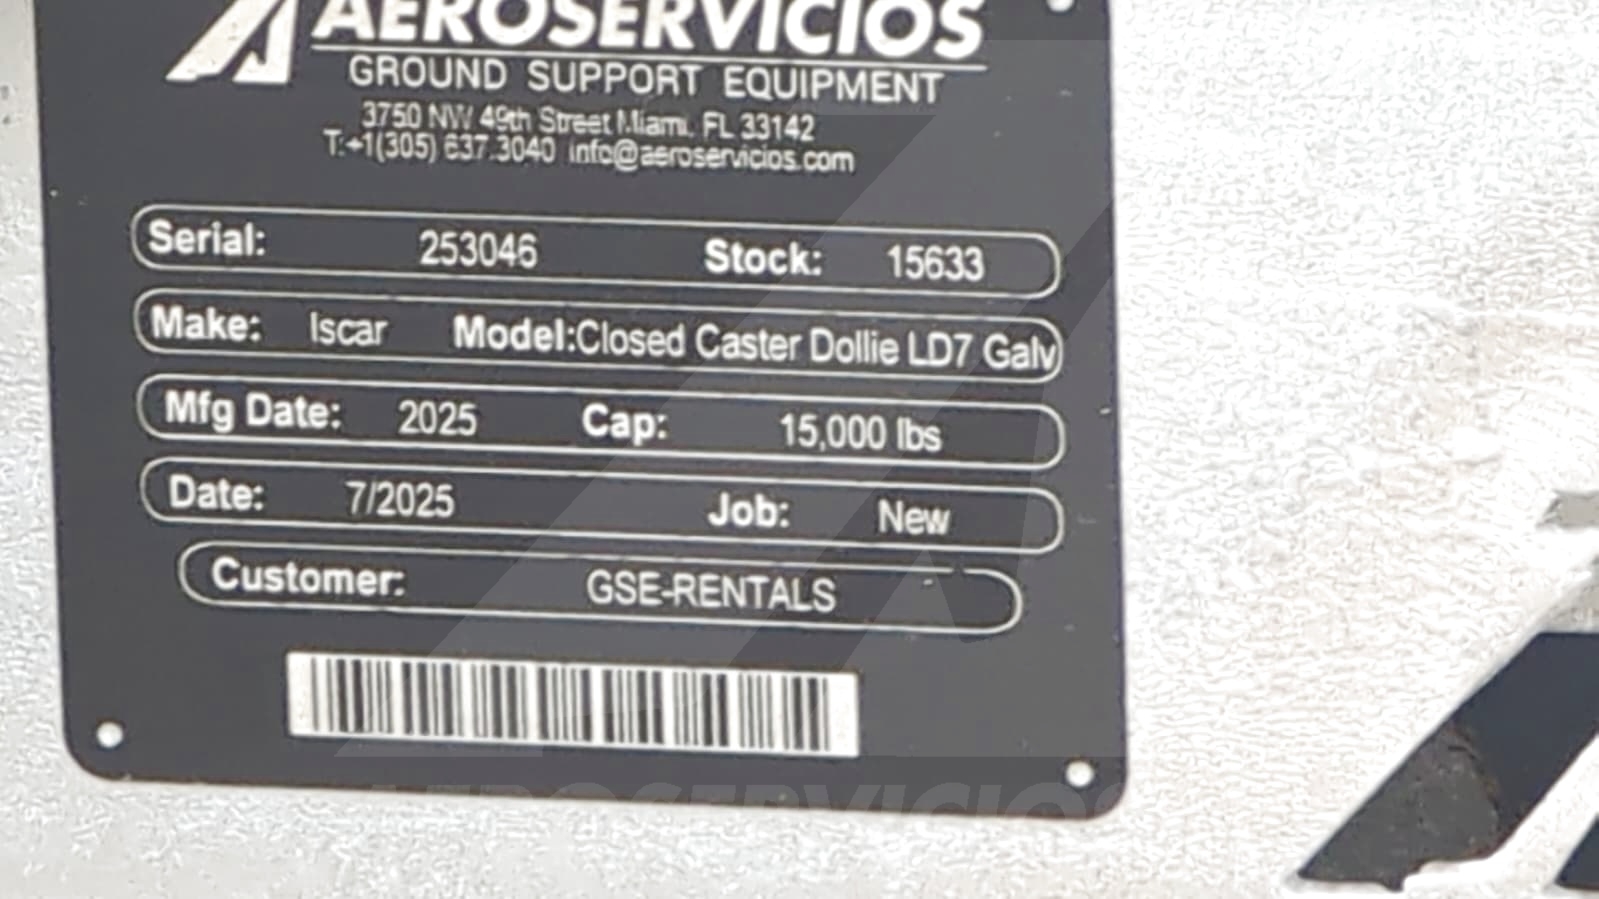 AEROSERVICIOS
GROUND SUPPORT EQUIPMENT
3750 NW 49th Street Miami, FL 33142
T:+1(305) 637.3040 info@aeroservicios.com
Serial: 253046 Stock: 15633
Make: Iscar Model:Closed Caster Dollie LD7 Galv
Mfg Date: 2025 Cap: 15,000 lbs
Date: 7/2025 Job: New
Customer: GSE-RENTALS
AEROSERVICIOS